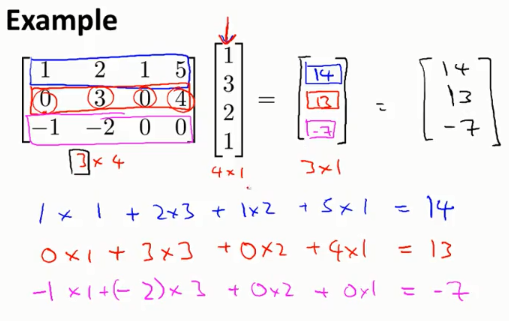 Example
[1 2 1 5; 0 3 0 4; −1 −2 0 0] [1; 3; 2; 1] = [14; 13; -7] = [14; 13; -7]
3 × 4 4 × 1 3 × 1
1 × 1 + 2 × 3 + 1 × 2 + 5 × 1 = 14
0 × 1 + 3 × 3 + 0 × 2 + 4 × 1 = 13
-1 × 1 + (-2) × 3 + 0 × 2 + 0 × 1 = -7